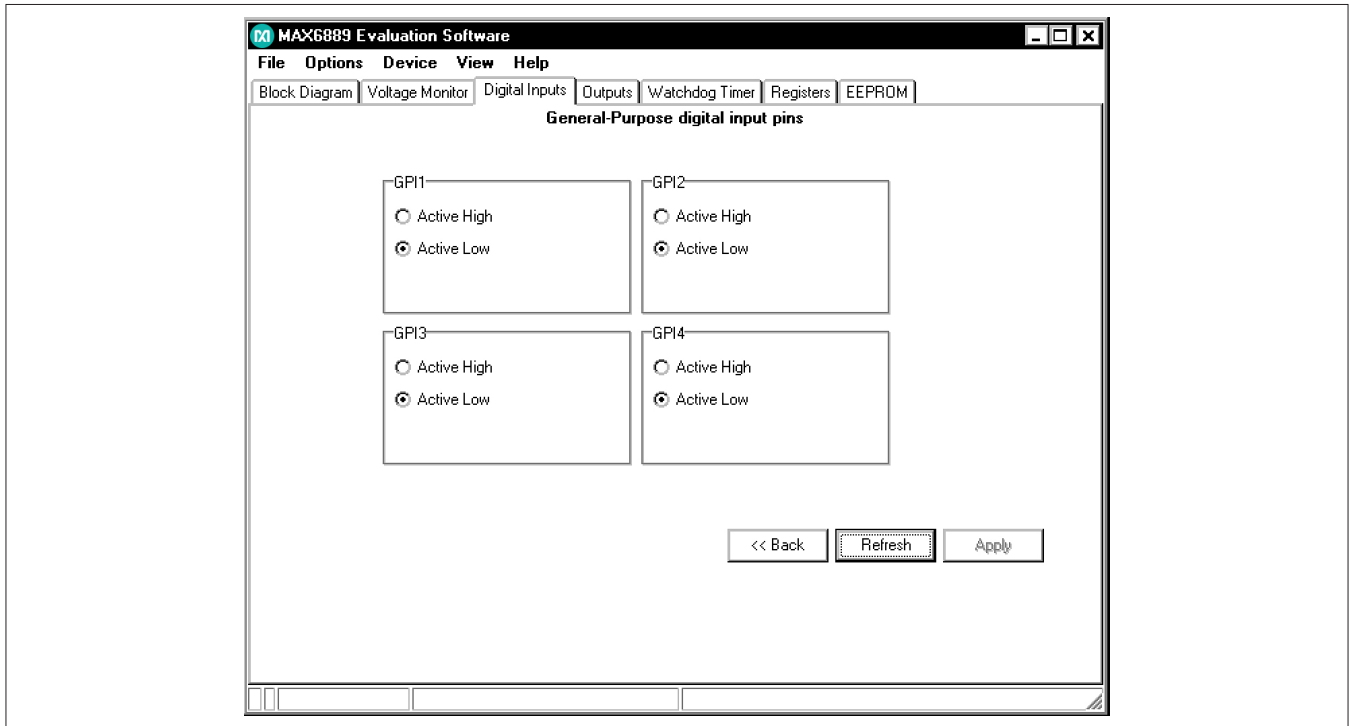 MAX6889 Evaluation Software
File Options Device View Help
Block Diagram Voltage Monitor Digital Inputs Outputs Watchdog Timer Registers EEPROM
General-Purpose digital input pins
GPI1 GPI2
Active High Active High
Active Low Active Low
GPI3 GPI4
Active High Active High
Active Low Active Low
<< Back Refresh Apply